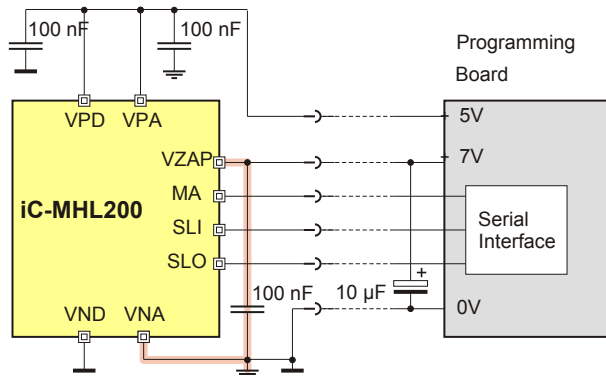 100 nF
100 nF
Programming
Board
VPD
VPA
5V
VZAP
7V
iC-MHL200
MA
SLI
Serial
Interface
SLO
100 nF
10 µF
+
0V
VND
VNA